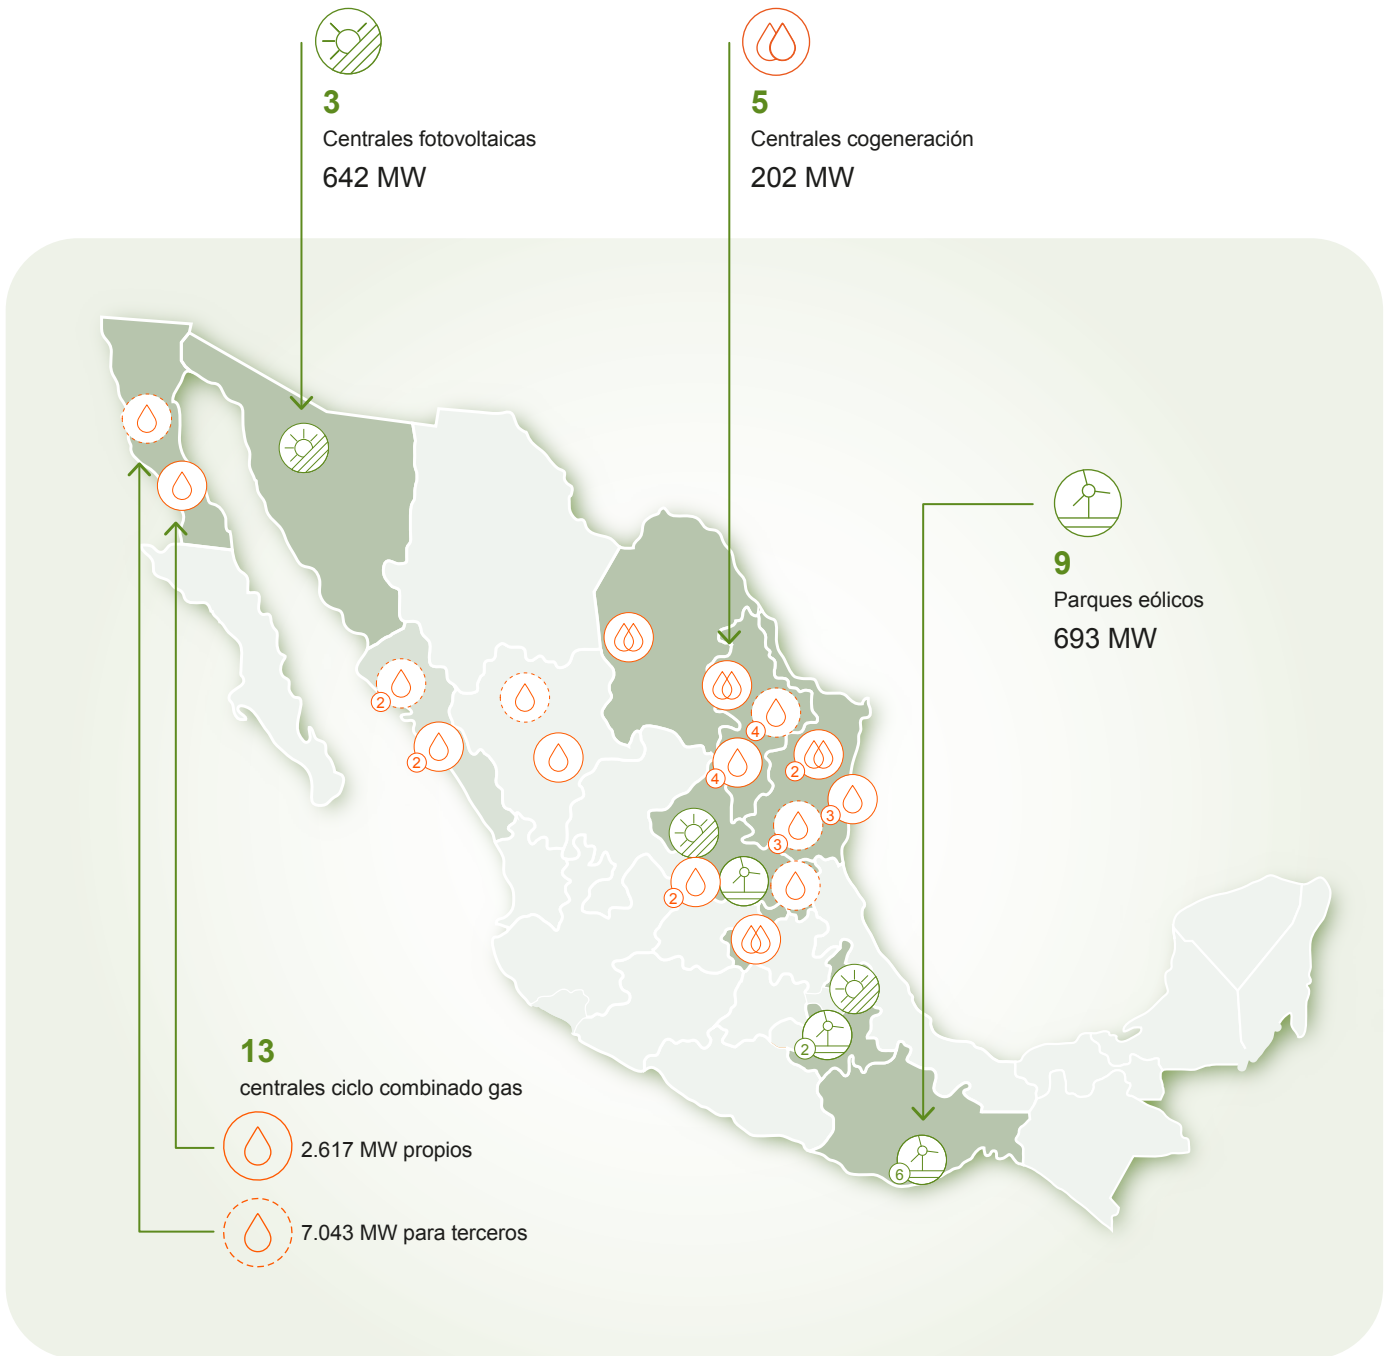 3
Centrales fotovoltaicas
642 MW
5
Centrales cogeneración
202 MW
9
Parques eólicos
693 MW
2
4
2
2
4
3
3
2
2
6
13
centrales ciclo combinado gas
2.617 MW propios
7.043 MW para terceros